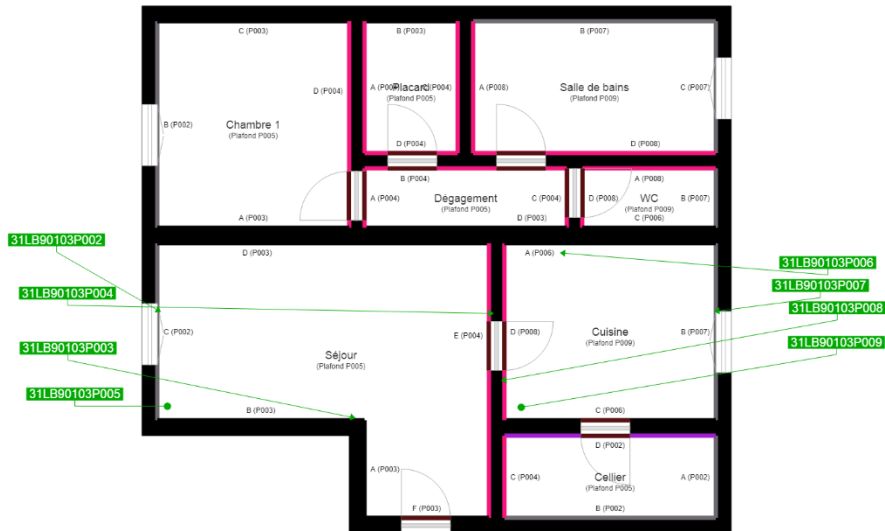 C (P003)
B (P003)
B (P007)
D (P004)
Placard
C (P004)
(Plafond P005)
A (P008)
Salle de bains
(Plafond P009)
C (P007)
B (P002)
Chambre 1
(Plafond P005)
D (P004)
D (P008)
B (P004)
A (P008)
A (P003)
A (P004)
Dégagement
(Plafond P005)
C (P004)
D (P003)
D (P008)
WC
(Plafond P009)
B (P007)
C (P006)
31LB90103P002
31LB90103P004
31LB90103P003
31LB90103P005
D (P003)
C (P002)
Séjour
(Plafond P005)
E (P004)
B (P003)
A (P003)
F (P003)
A (P006)
D (P008)
Cuisine
(Plafond P009)
B (P007)
C (P006)
D (P002)
C (P004)
Cellier
(Plafond P005)
A (P002)
B (P002)
31LB90103P006
31LB90103P007
31LB90103P008
31LB90103P009